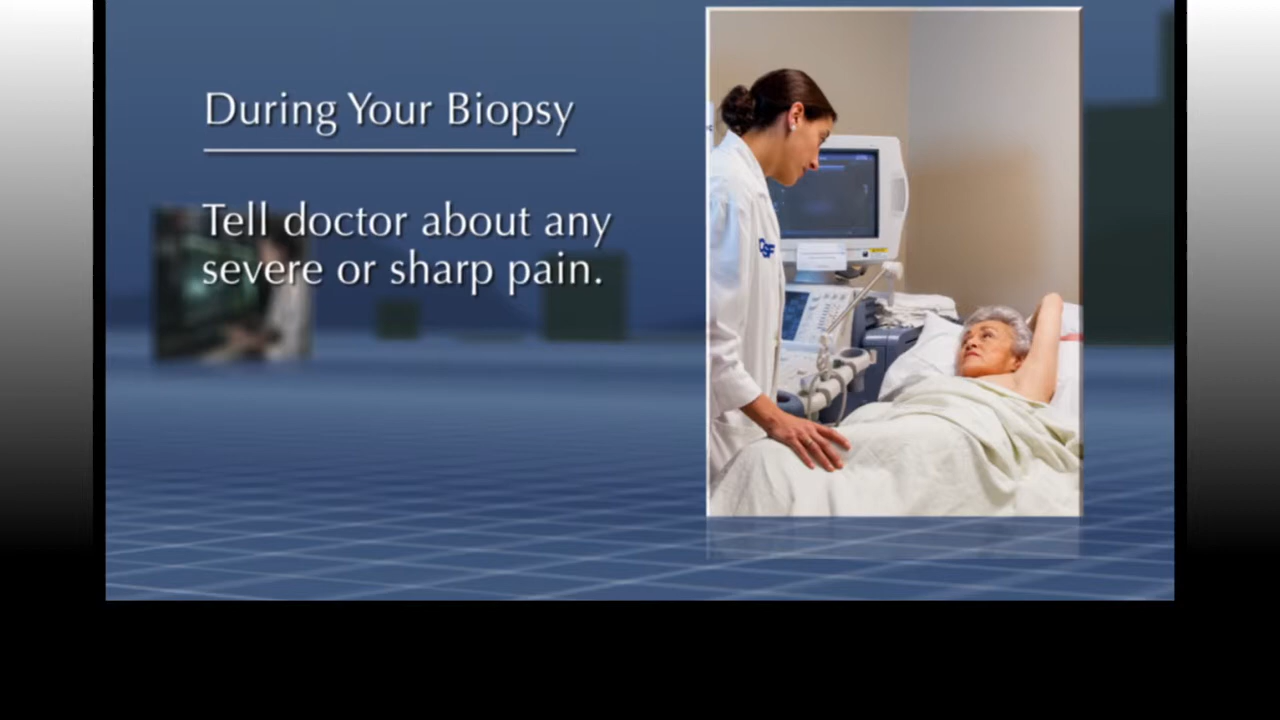 During Your Biopsy
Tell doctor about any
severe or sharp pain.